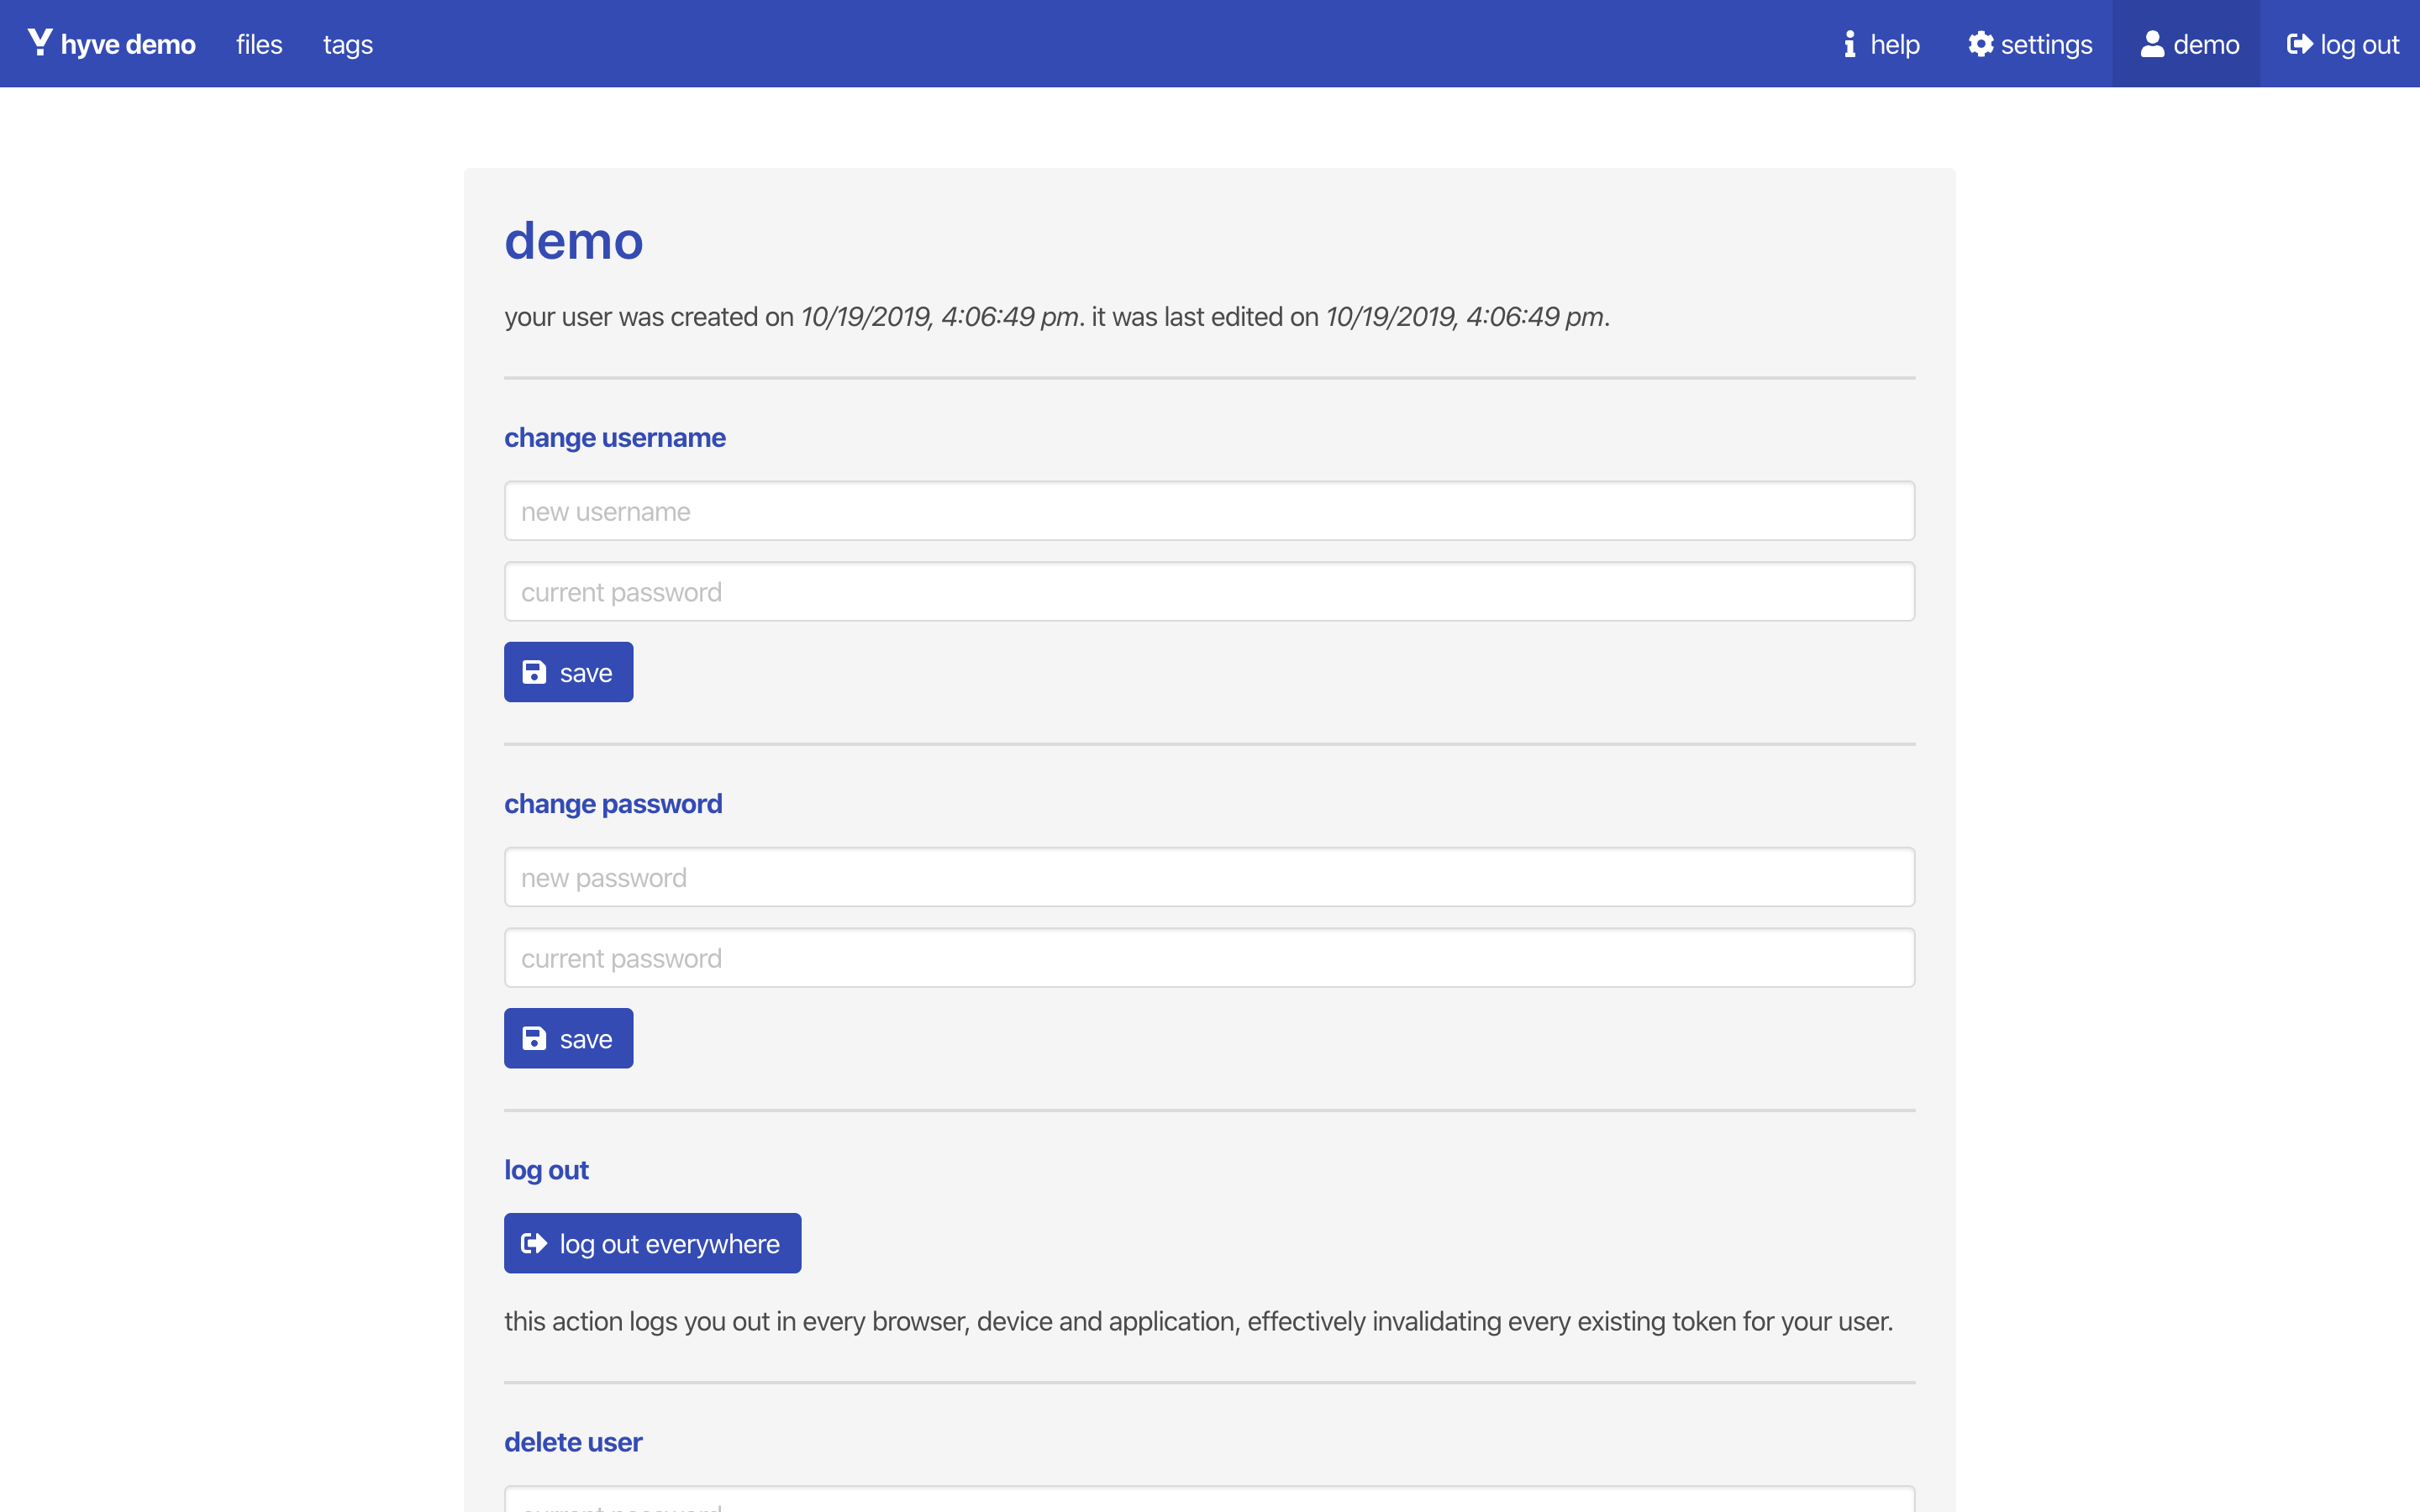 hyve demo files tags help settings demo log out
demo
your user was created on 10/19/2019, 4:06:49 pm. it was last edited on 10/19/2019, 4:06:49 pm.
change username
new username
current password
save
change password
new password
current password
save
log out
log out everywhere
this action logs you out in every browser, device and application, effectively invalidating every existing token for your user.
delete user